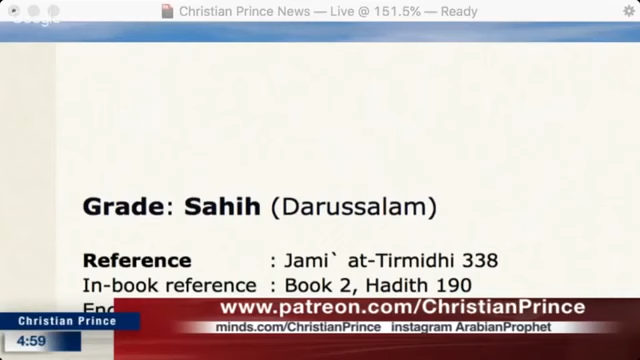 Christian Prince News — Live @ 151.5% — Ready
Google
Grade: Sahih (Darussalam)
Reference : Jami` at-Tirmidhi 338
In-book reference : Book 2, Hadith 190
www.patreon.com/ChristianPrince
Christian Prince
minds.com/ChristianPrince instagram ArabianProphet
4:59